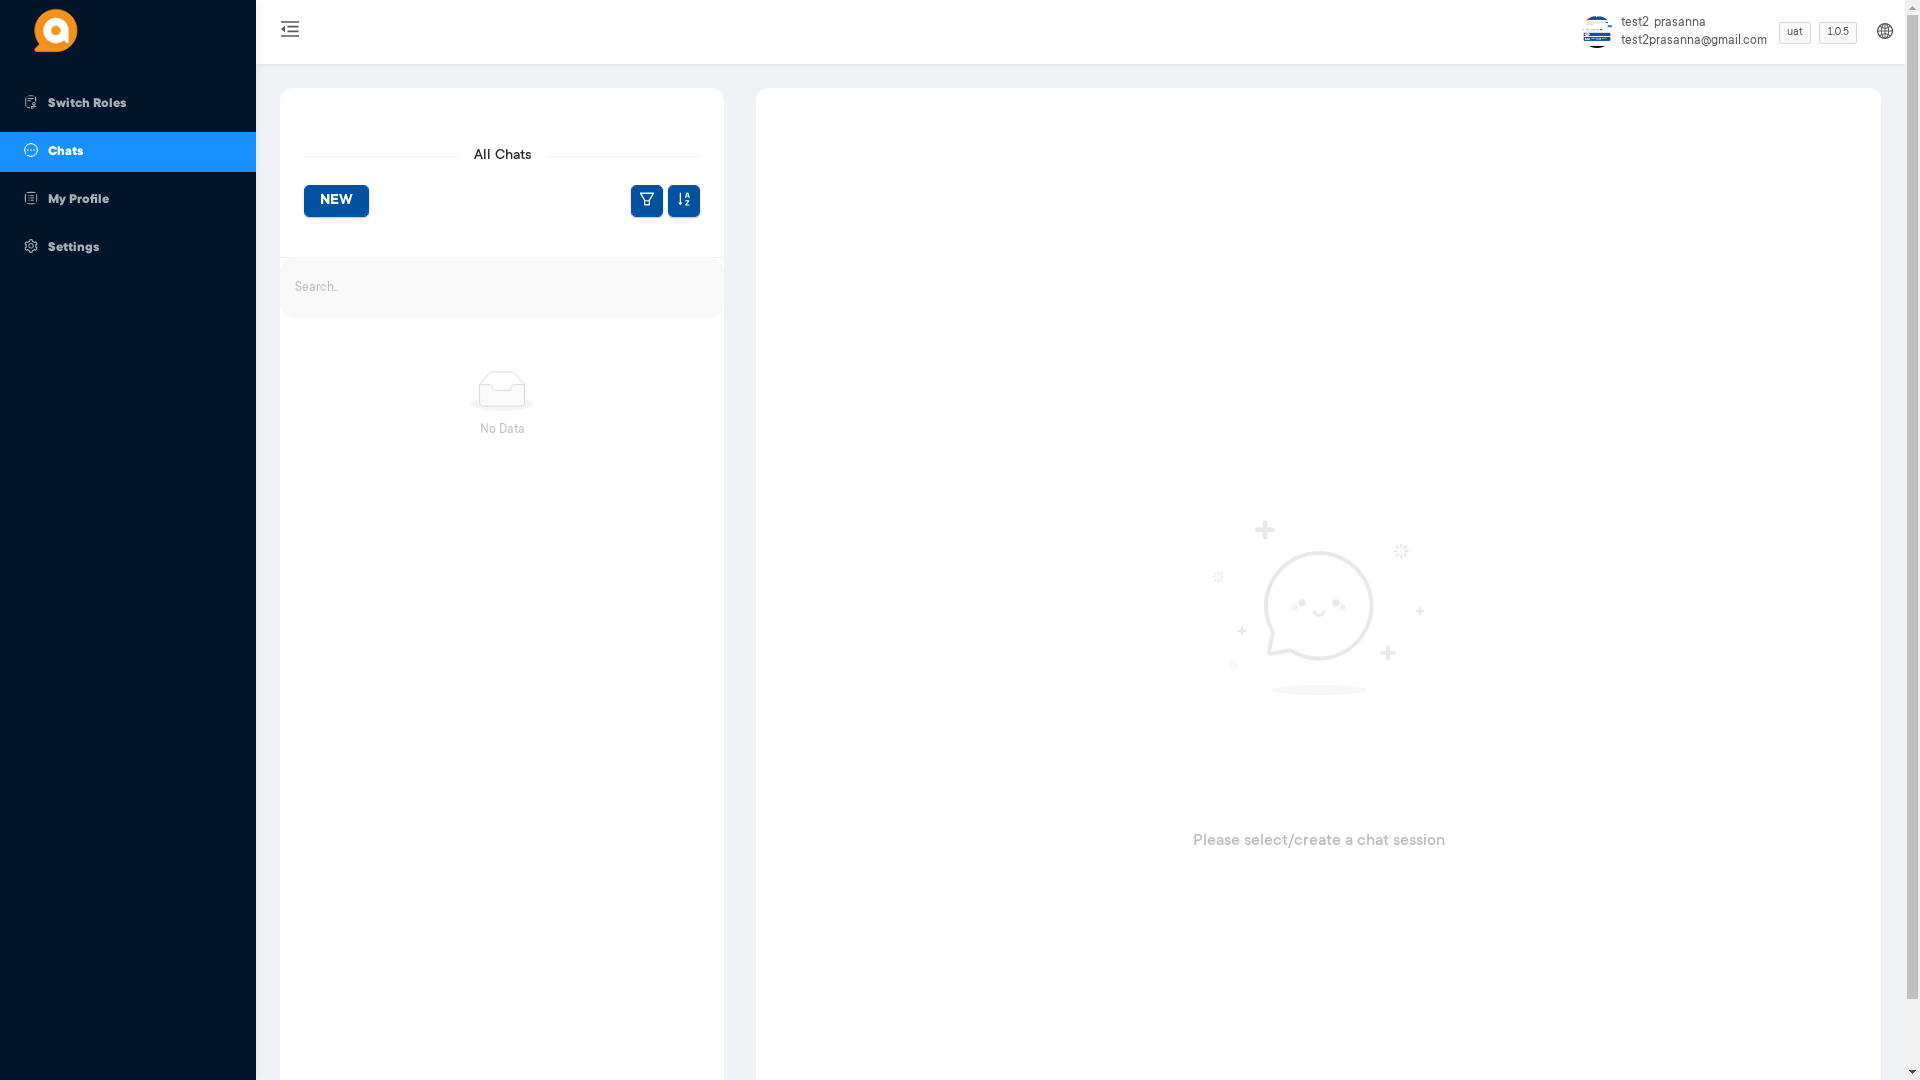 test2 prasanna
test2prasanna@gmail.com
uat
1.0.5
Switch Roles
Chats
My Profile
Settings
All Chats
NEW
Search..
No Data
Please select/create a chat session